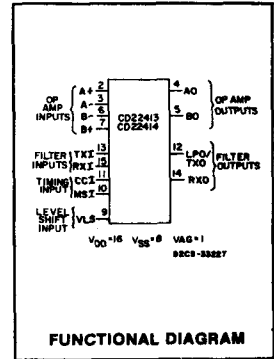 OP AMP INPUTS
A+ 2
A- 3
B- 6
B+ 7
CD22413
CD22414
4 AO
5 BO
OP AMP OUTPUTS
FILTER INPUTS
TXI 13
RXI 15
TIMING INPUT
CCI 11
MSI 10
12 LPO/TXO
14 RXO
FILTER OUTPUTS
LEVEL SHIFT INPUT
VLS 9
VDD=16 VSS=8 VAG=1
92CS-33227
FUNCTIONAL DIAGRAM